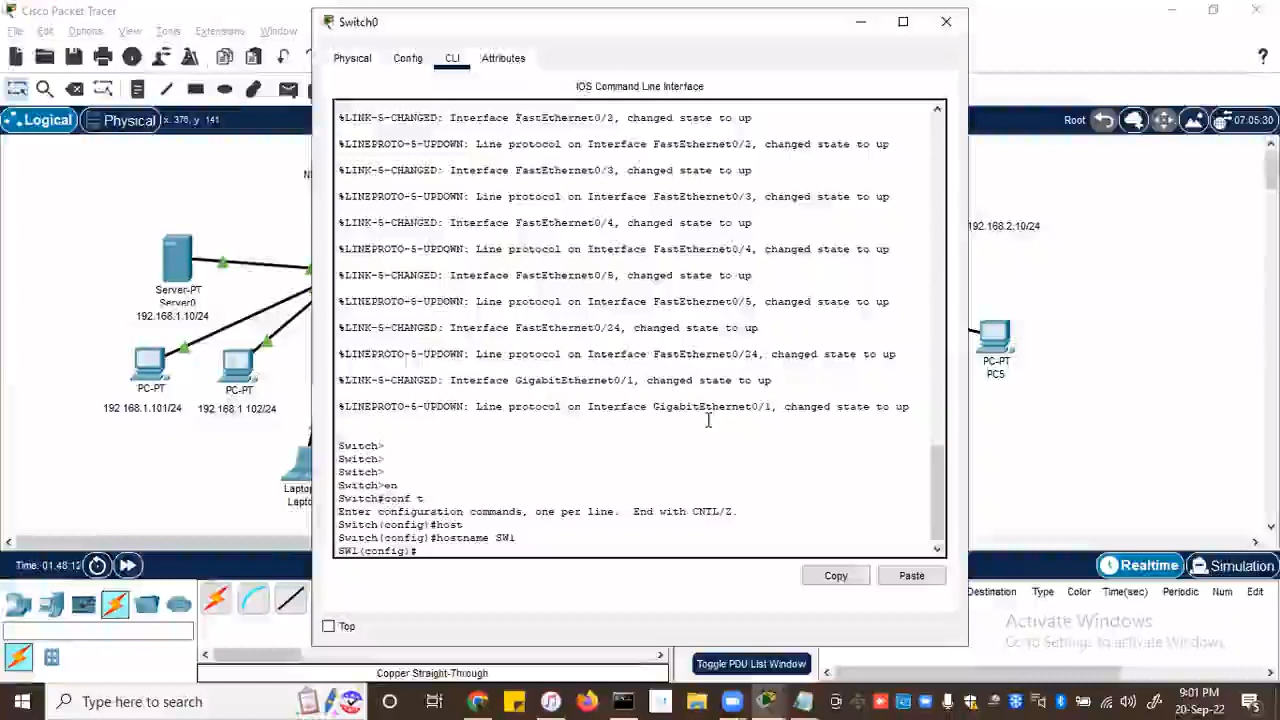 Cisco Packet Tracer
File Edit Options View Tools Extensions Window
Switch0
Physical Config CLI Attributes
IOS Command Line Interface
Logical Physical x: 376, y: 141
Root 07:05:30
%LINK-5-CHANGED: Interface FastEthernet0/2, changed state to up
%LINEPROTO-5-UPDOWN: Line protocol on Interface FastEthernet0/2, changed state to up
%LINK-5-CHANGED: Interface FastEthernet0/3, changed state to up
%LINEPROTO-5-UPDOWN: Line protocol on Interface FastEthernet0/3, changed state to up
%LINK-5-CHANGED: Interface FastEthernet0/4, changed state to up
%LINEPROTO-5-UPDOWN: Line protocol on Interface FastEthernet0/4, changed state to up
%LINK-5-CHANGED: Interface FastEthernet0/5, changed state to up
%LINEPROTO-5-UPDOWN: Line protocol on Interface FastEthernet0/5, changed state to up
%LINK-5-CHANGED: Interface FastEthernet0/24, changed state to up
%LINEPROTO-5-UPDOWN: Line protocol on Interface FastEthernet0/24, changed state to up
%LINK-5-CHANGED: Interface GigabitEthernet0/1, changed state to up
%LINEPROTO-5-UPDOWN: Line protocol on Interface GigabitEthernet0/1, changed state to up
Switch>
Switch>
Switch>
Switch>en
Switch#conf t
Enter configuration commands, one per line. End with CNTL/Z.
Switch(config)#host
Switch(config)#hostname SW1
SW1(config)#
Copy Paste
Top
Server-PT
Server0
192.168.1.10/24
PC-PT
192.168.1.101/24
PC-PT
192.168.1 102/24
Laptop
Lapto
192.168.2.10/24
PC-PT
PC5
Time: 01:48:12
Realtime Simulation
Destination Type Color Time(sec) Periodic Num Edit
Activate Windows
Go to Settings to activate Windows.
Toggle PDU List Window
Copper Straight-Through
Type here to search
9:01 PM
20-Sep-22
5